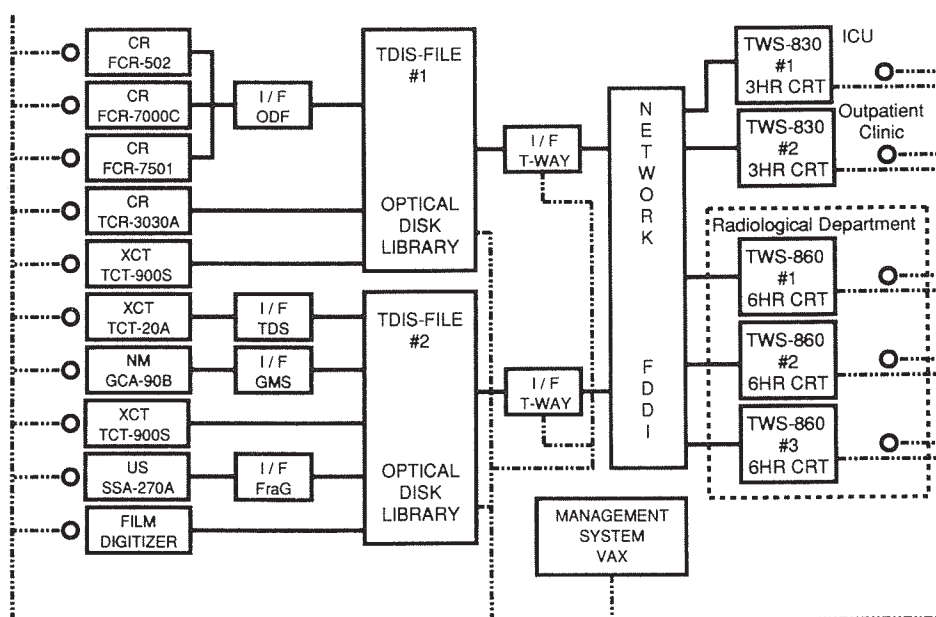 CR
FCR-502
CR
FCR-7000C
CR
FCR-7501
CR
TCR-3030A
XCT
TCT-900S
XCT
TCT-20A
NM
GCA-90B
XCT
TCT-900S
US
SSA-270A
FILM
DIGITIZER
I / F
ODF
I / F
TDS
I / F
GMS
I / F
FraG
TDIS-FILE
#1
OPTICAL
DISK
LIBRARY
TDIS-FILE
#2
OPTICAL
DISK
LIBRARY
I / F
T-WAY
I / F
T-WAY
NETWORK
FDDI
MANAGEMENT
SYSTEM
VAX
TWS-830
#1
3HR CRT
ICU
TWS-830
#2
3HR CRT
Outpatient
Clinic
Radiological Department
TWS-860
#1
6HR CRT
TWS-860
#2
6HR CRT
TWS-860
#3
6HR CRT